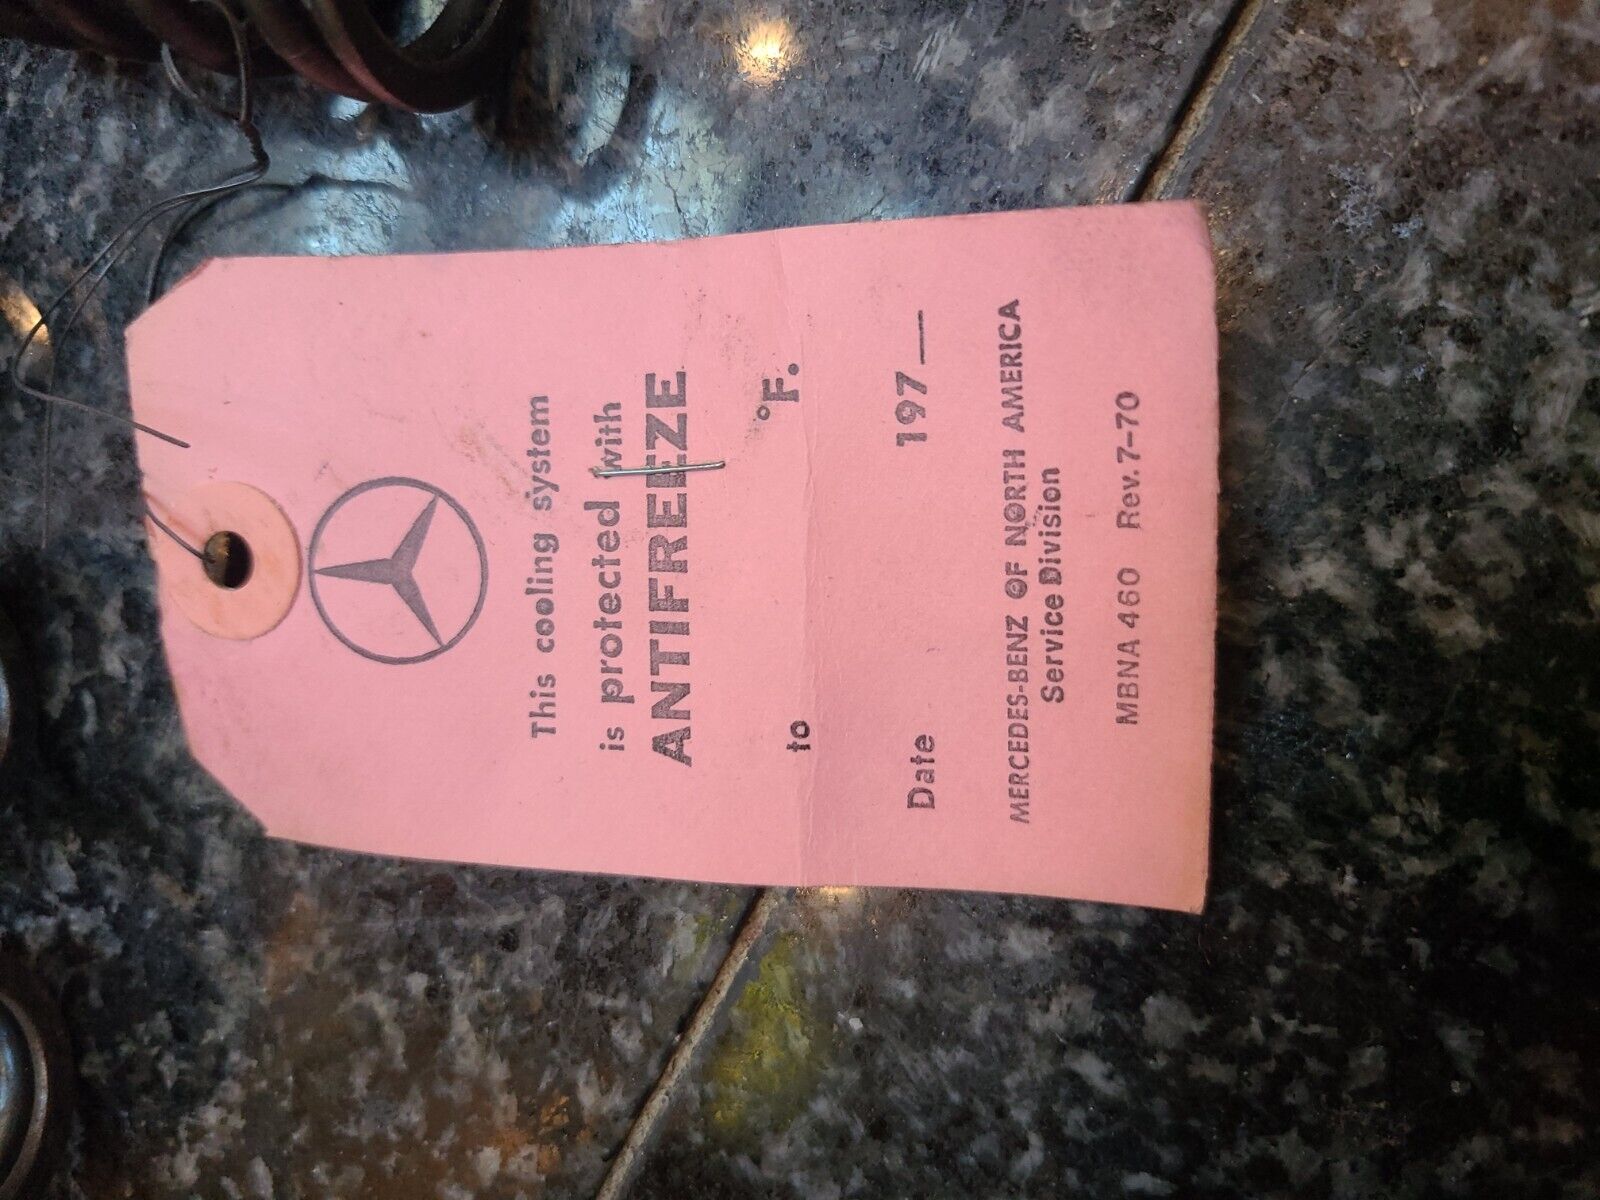 This cooling system
is protected with
ANTIFREEZE
to °F.
Date 197_
MERCEDES-BENZ OF NORTH AMERICA
Service Division
MBNA 460 Rev. 7-70